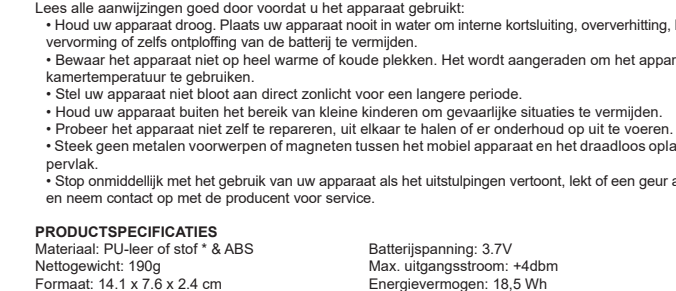 Lees alle aanwijzingen goed door voordat u het apparaat gebruikt:
• Houd uw apparaat droog. Plaats uw apparaat nooit in water om interne kortsluiting, oververhitting,
vervorming of zelfs ontploffing van de batterij te vermijden.
• Bewaar het apparaat niet op heel warme of koude plekken. Het wordt aangeraden om het appar
kamertemperatuur te gebruiken.
• Stel uw apparaat niet bloot aan direct zonlicht voor een langere periode.
• Houd uw apparaat buiten het bereik van kleine kinderen om gevaarlijke situaties te vermijden.
• Probeer het apparaat niet zelf te repareren, uit elkaar te halen of er onderhoud op uit te voeren.
• Steek geen metalen voorwerpen of magneten tussen het mobiel apparaat en het draadloos opla
pervlak.
• Stop onmiddellijk met het gebruik van uw apparaat als het uitstulpingen vertoont, lekt of een geur a
en neem contact op met de producent voor service.
PRODUCTSPECIFICATIES
Materiaal: PU-leer of stof * & ABS
Nettogewicht: 190g
Formaat: 14.1 x 7.6 x 2.4 cm
Batterijspanning: 3.7V
Max. uitgangsstroom: +4dbm
Energievermogen: 18,5 Wh